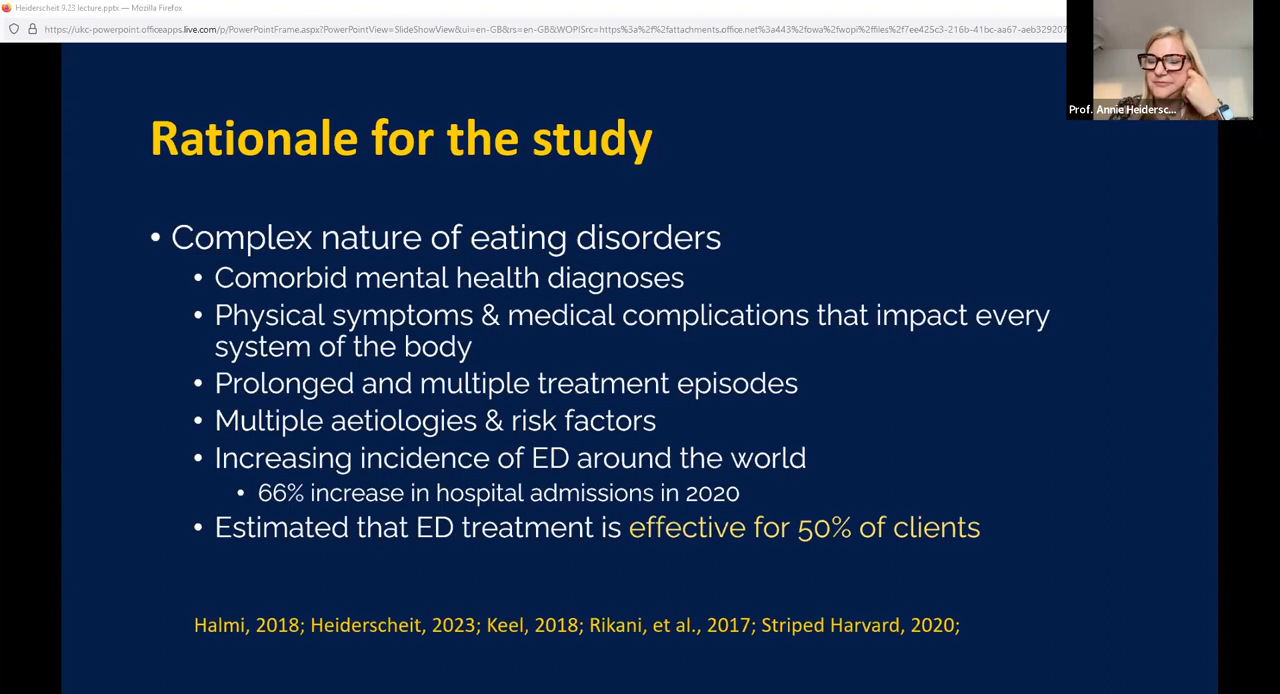 Heiderscheit 9.23 lecture.pptx — Mozilla Firefox
https://ukc-powerpoint.officeapps.live.com/p/PowerPointFrame.aspx?PowerPointView=SlideShowView&ui=en-GB&rs=en-GB&WOPISrc=https%3a%2f%2fattachments.office.net%3a443%2fowa%2fwopi%2ffiles%2f7ee425c3-216b-41bc-aa67-aeb329207
Prof. Annie Heidersc...
Rationale for the study
• Complex nature of eating disorders
• Comorbid mental health diagnoses
• Physical symptoms & medical complications that impact every
system of the body
• Prolonged and multiple treatment episodes
• Multiple aetiologies & risk factors
• Increasing incidence of ED around the world
• 66% increase in hospital admissions in 2020
• Estimated that ED treatment is effective for 50% of clients
Halmi, 2018; Heiderscheit, 2023; Keel, 2018; Rikani, et al., 2017; Striped Harvard, 2020;